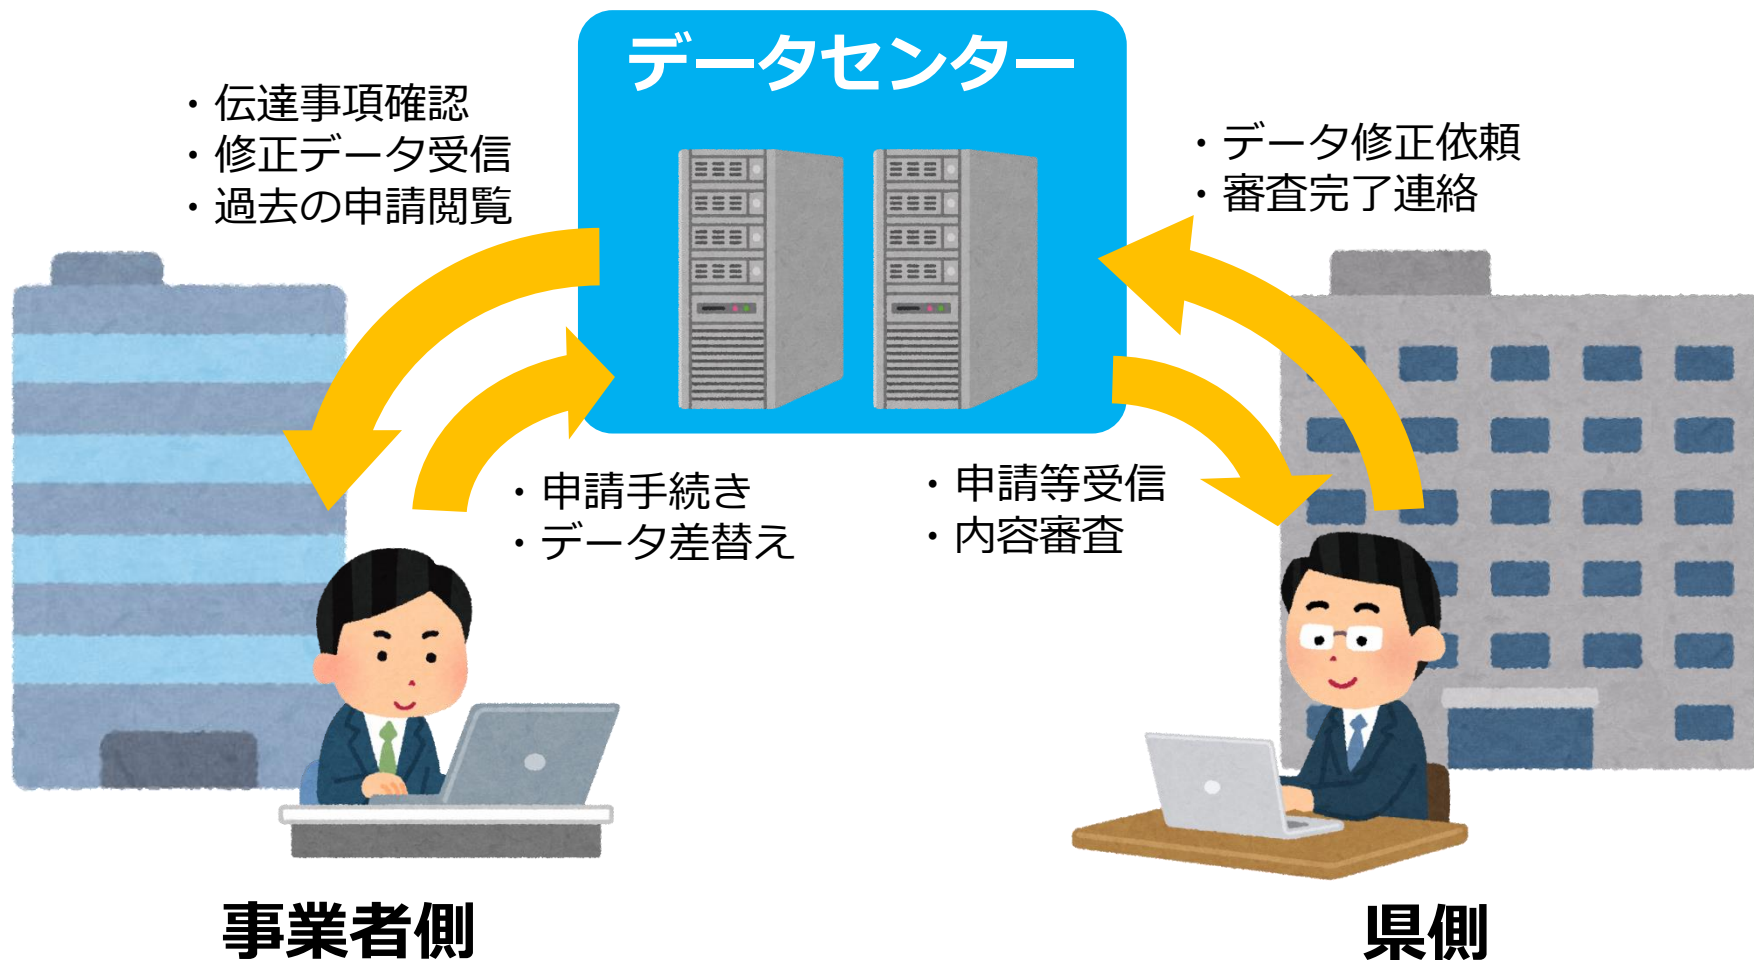 データセンター
・伝達事項確認
・修正データ受信
・過去の申請閲覧
・データ修正依頼
・審査完了連絡
・申請手続き
・データ差替え
・申請等受信
・内容審査
事業者側
県側